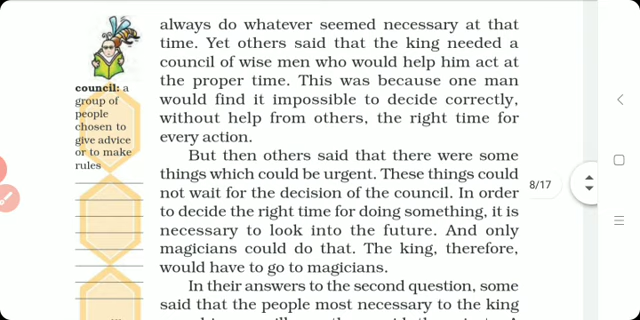 always do whatever seemed necessary at that
time. Yet others said that the king needed a
council of wise men who would help him act at
the proper time. This was because one man
would find it impossible to decide correctly,
without help from others, the right time for
every action.
But then others said that there were some
things which could be urgent. These things could
not wait for the decision of the council. In order
to decide the right time for doing something, it is
necessary to look into the future. And only
magicians could do that. The king, therefore,
would have to go to magicians.
In their answers to the second question, some
said that the people most necessary to the king
council: a
group of
people
chosen to
give advice
or to make
rules
8/17